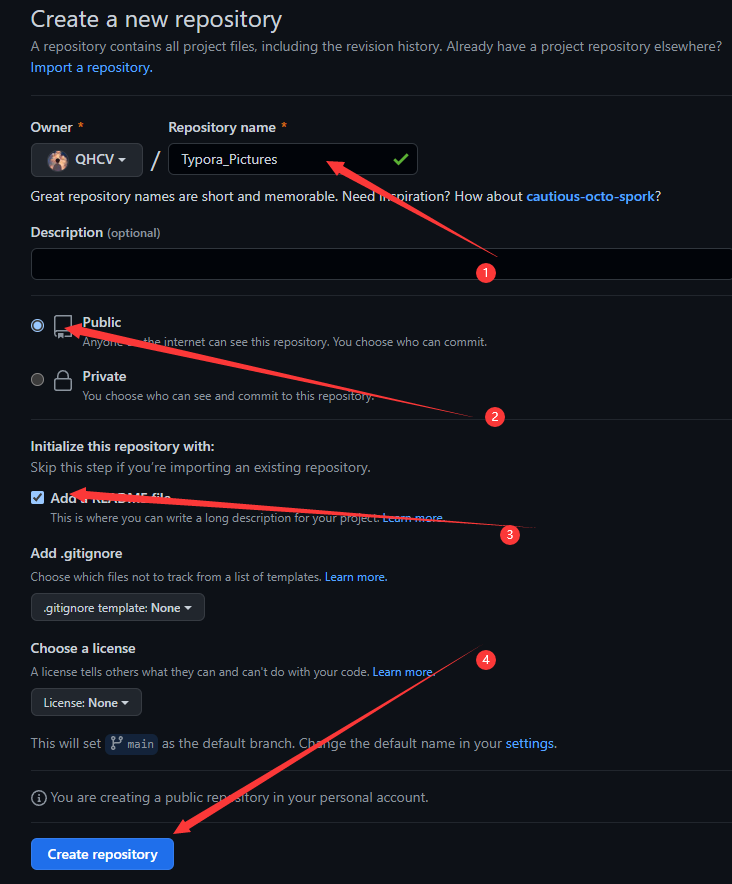 Create a new repository
A repository contains all project files, including the revision history. Already have a project repository elsewhere?
Import a repository.
Owner * Repository name *
QHCV / Typora_Pictures
Great repository names are short and memorable. Need inspiration? How about cautious-octo-spork?
Description (optional)
1
Public
Anyone on the internet can see this repository. You choose who can commit.
Private
You choose who can see and commit to this repository.
2
Initialize this repository with:
Skip this step if you're importing an existing repository.
Add a README file
This is where you can write a long description for your project. Learn more.
3
Add .gitignore
Choose which files not to track from a list of templates. Learn more.
.gitignore template: None
Choose a license
4
A license tells others what they can and can't do with your code. Learn more.
License: None
This will set main as the default branch. Change the default name in your settings.
You are creating a public repository in your personal account.
Create repository